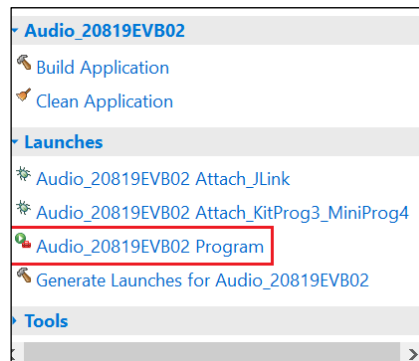 Audio_20819EVB02
Build Application
Clean Application
Launches
Audio_20819EVB02 Attach_JLink
Audio_20819EVB02 Attach_KitProg3_MiniProg4
Audio_20819EVB02 Program
Generate Launches for Audio_20819EVB02
Tools